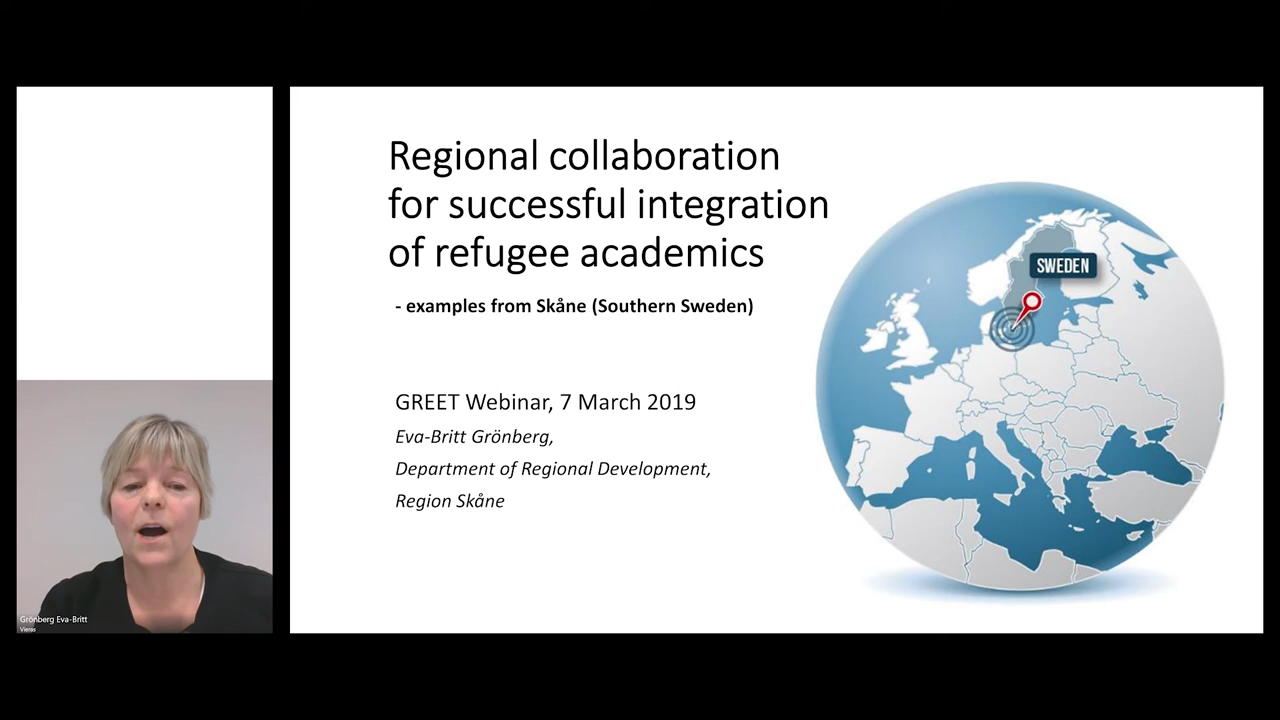 Regional collaboration
for successful integration
of refugee academics
- examples from Skåne (Southern Sweden)
GREET Webinar, 7 March 2019
Eva-Britt Grönberg,
Department of Regional Development,
Region Skåne
SWEDEN
Grönberg Eva-Britt
Vieras